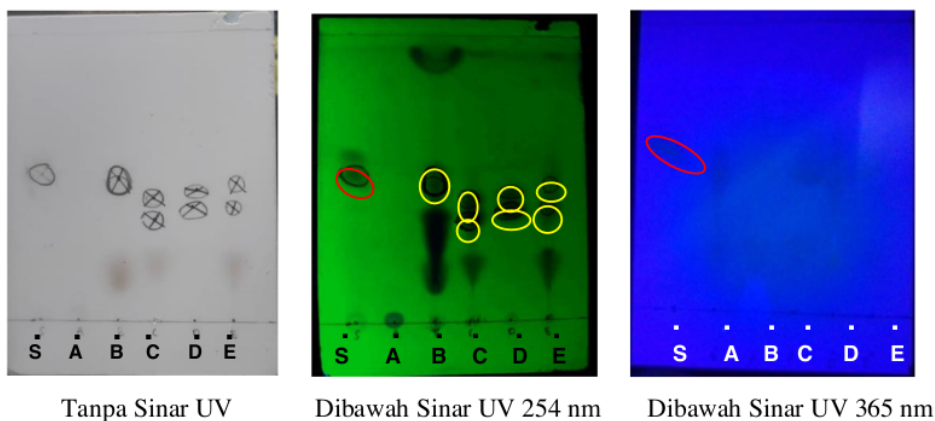 S A B C D E
S A B C D E
S A B C D E
Tanpa Sinar UV
Dibawah Sinar UV 254 nm
Dibawah Sinar UV 365 nm